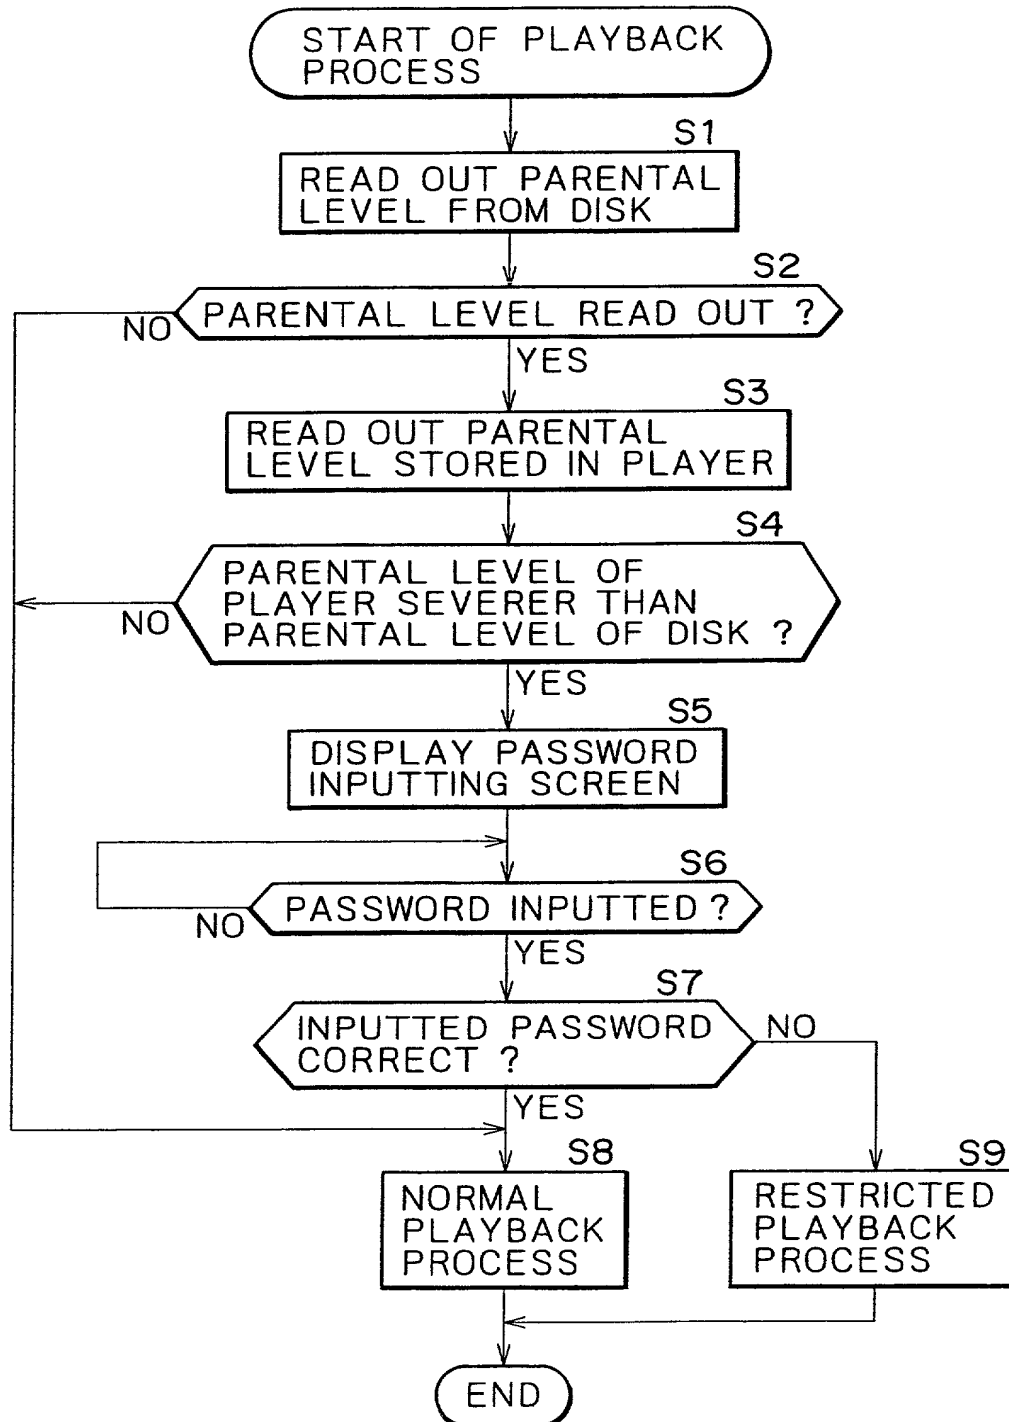 START OF PLAYBACK
PROCESS
S1
READ OUT PARENTAL
LEVEL FROM DISK
S2
PARENTAL LEVEL READ OUT ?
NO
YES
S3
READ OUT PARENTAL
LEVEL STORED IN PLAYER
S4
PARENTAL LEVEL OF
PLAYER SEVERER THAN
PARENTAL LEVEL OF DISK ?
NO
YES
S5
DISPLAY PASSWORD
INPUTTING SCREEN
S6
PASSWORD INPUTTED ?
NO
YES
S7
INPUTTED PASSWORD
CORRECT ?
NO
YES
S8
NORMAL
PLAYBACK
PROCESS
S9
RESTRICTED
PLAYBACK
PROCESS
END